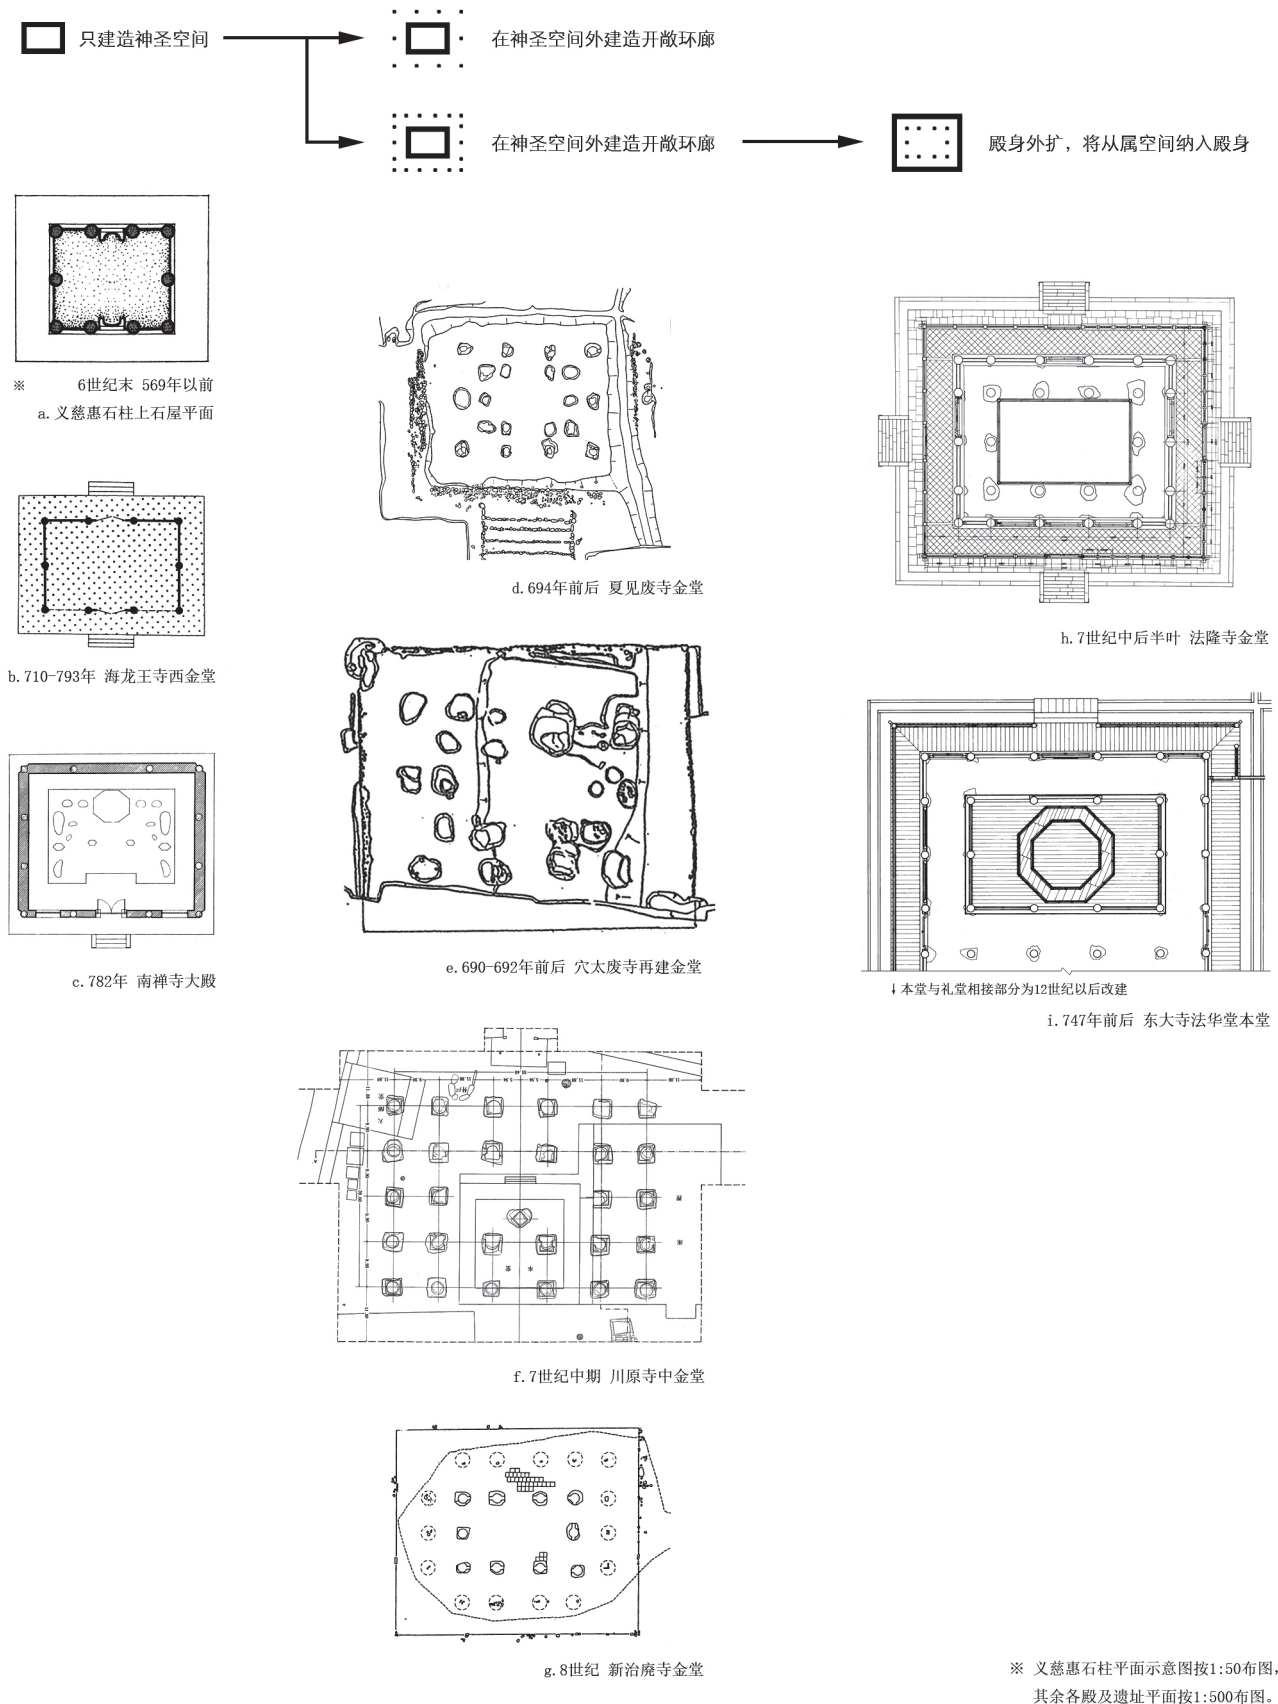 只建造神圣空间
在神圣空间外建造开敞环廊
在神圣空间外建造开敞环廊
殿身外扩，将从属空间纳入殿身
※ 6世纪末 569年以前
a.义慈惠石柱上石屋平面
b.710-793年 海龙王寺西金堂
c.782年 南禅寺大殿
d.694年前后 夏见废寺金堂
e.690-692年前后 穴太废寺再建金堂
f.7世纪中期 川原寺中金堂
g.8世纪 新治廃寺金堂
h.7世纪中后半叶 法隆寺金堂
↓本堂与礼堂相接部分为12世纪以后改建
i.747年前后 东大寺法华堂本堂
※ 义慈惠石柱平面示意图按1:50布图，
其余各殿及遗址平面按1:500布图。